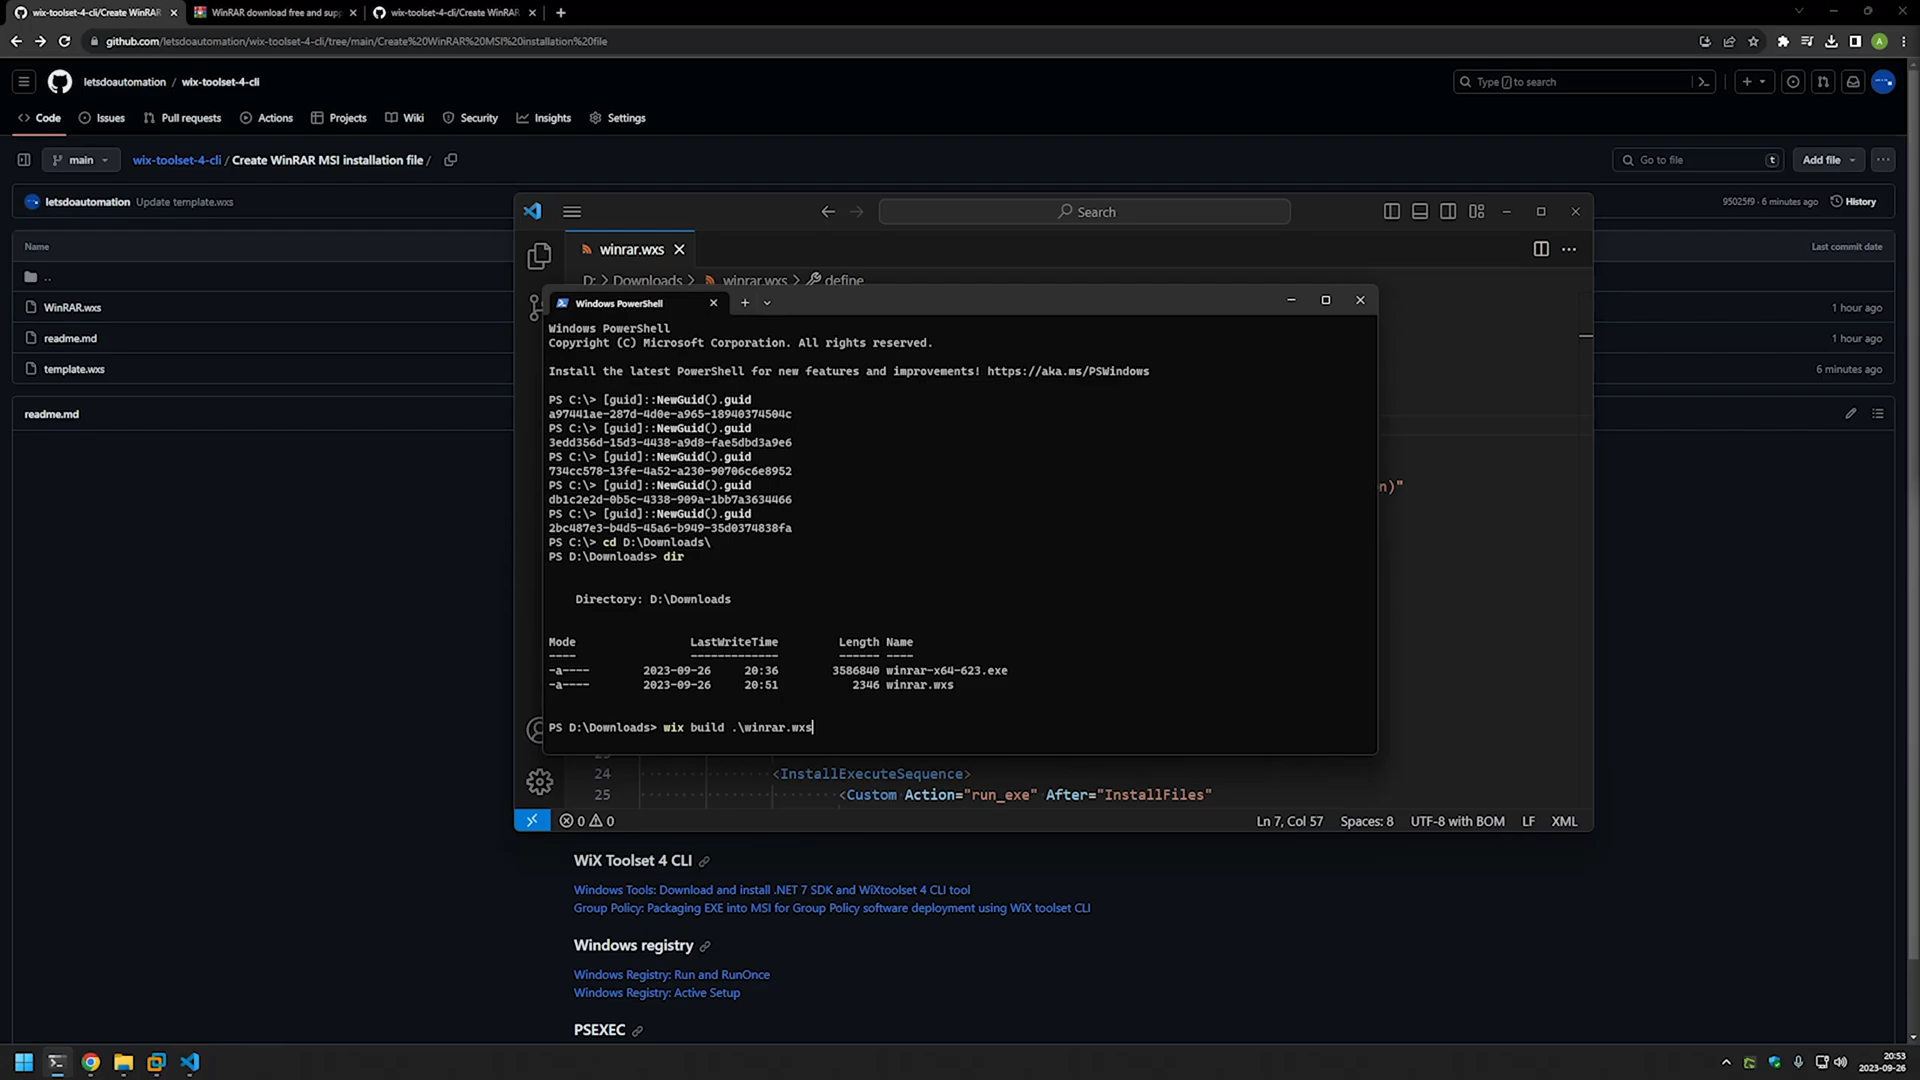 wix-toolset-4-cli/Create WinRAR
WinRAR download free and supp
wix-toolset-4-cli/Create WinRAR
github.com/letsdoautomation/wix-toolset-4-cli/tree/main/Create%20WinRAR%20MSI%20installation%20file
A
letsdoautomation / wix-toolset-4-cli
Type / to search
Code
Issues
Pull requests
Actions
Projects
Wiki
Security
Insights
Settings
main
wix-toolset-4-cli / Create WinRAR MSI installation file /
Go to file
t
Add file
letsdoautomation Update template.wxs
95025f9 · 6 minutes ago
History
Name
Last commit date
..
WinRAR.wxs
1 hour ago
readme.md
1 hour ago
template.wxs
6 minutes ago
readme.md
Search
winrar.wxs
D: > Downloads > winrar.wxs > define
n)"
Windows PowerShell
Windows PowerShell
Copyright (C) Microsoft Corporation. All rights reserved.
Install the latest PowerShell for new features and improvements! https://aka.ms/PSWindows
PS C:\> [guid]::NewGuid().guid
a97441ae-287d-4d0e-a965-18940374504c
PS C:\> [guid]::NewGuid().guid
3edd356d-15d3-4438-a9d8-fae5dbd3a9e6
PS C:\> [guid]::NewGuid().guid
734cc578-13fe-4a52-a230-90706c6e8952
PS C:\> [guid]::NewGuid().guid
db1c2e2d-0b5c-4338-909a-1bb7a3634466
PS C:\> [guid]::NewGuid().guid
2bc487e3-b4d5-45a6-b949-35d0374838fa
PS C:\> cd D:\Downloads\
PS D:\Downloads> dir
Directory: D:\Downloads
Mode LastWriteTime Length Name
---- ------------- ------ ----
-a---- 2023-09-26 20:36 3586840 winrar-x64-623.exe
-a---- 2023-09-26 20:51 2346 winrar.wxs
PS D:\Downloads> wix build .\winrar.wxs
24 <InstallExecuteSequence>
25 <Custom Action="run_exe" After="InstallFiles"
0 0
Ln 7, Col 57
Spaces: 8
UTF-8 with BOM
LF
XML
WiX Toolset 4 CLI
Windows Tools: Download and install .NET 7 SDK and WiXtoolset 4 CLI tool
Group Policy: Packaging EXE into MSI for Group Policy software deployment using WiX toolset CLI
Windows registry
Windows Registry: Run and RunOnce
Windows Registry: Active Setup
PSEXEC
20:53
2023-09-26